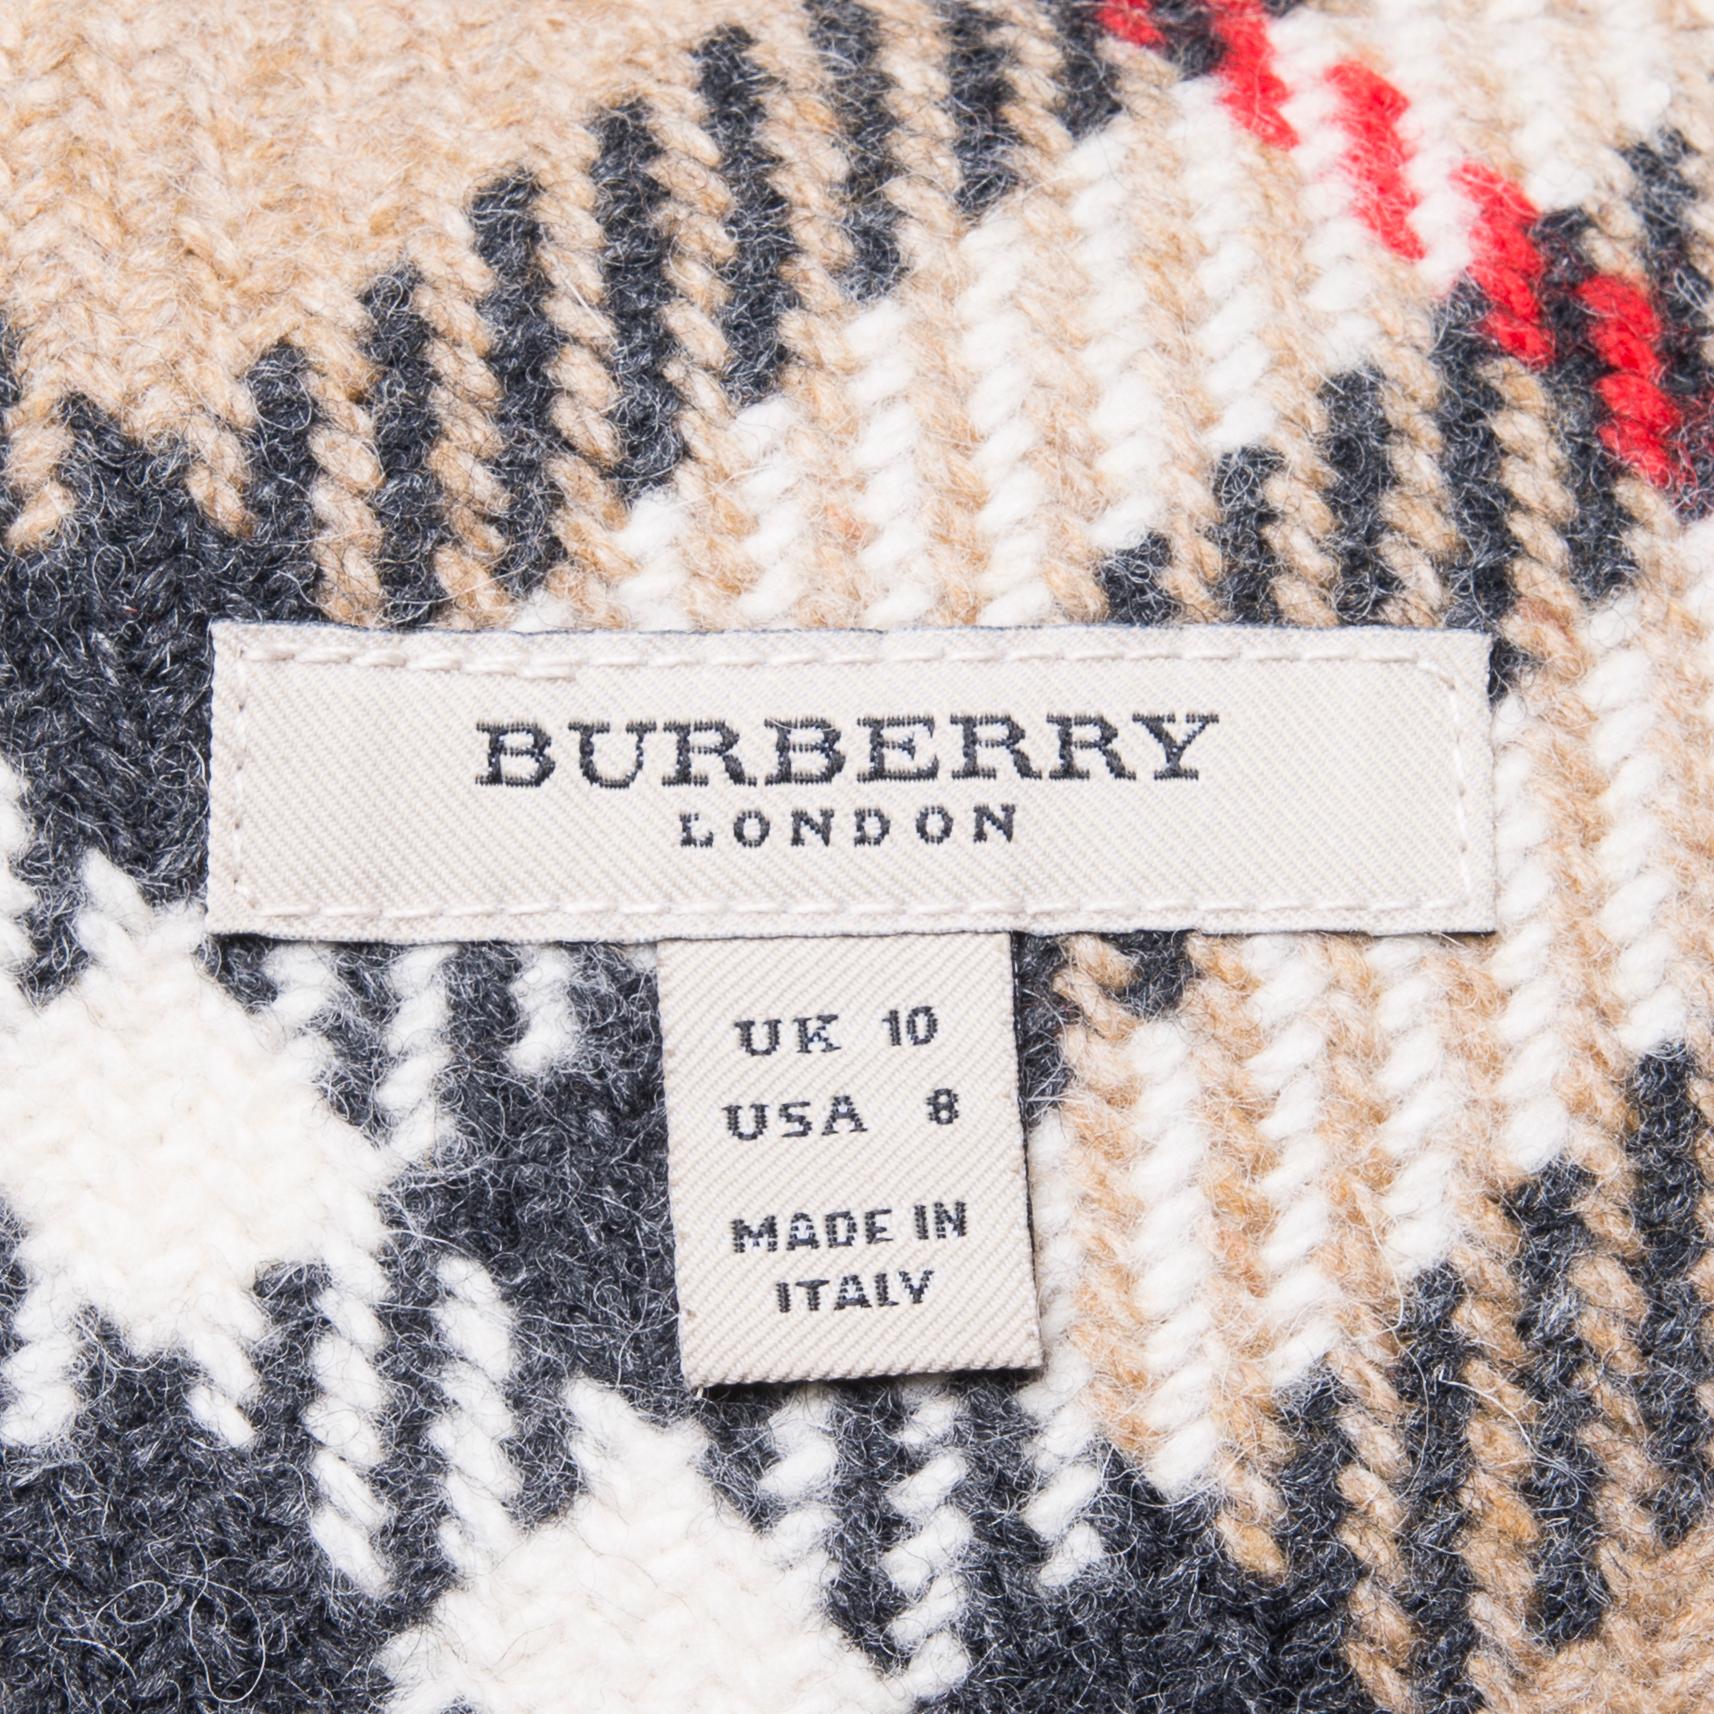 BURBERRY
LONDON
UK 10
USA 8
MADE IN
ITALY